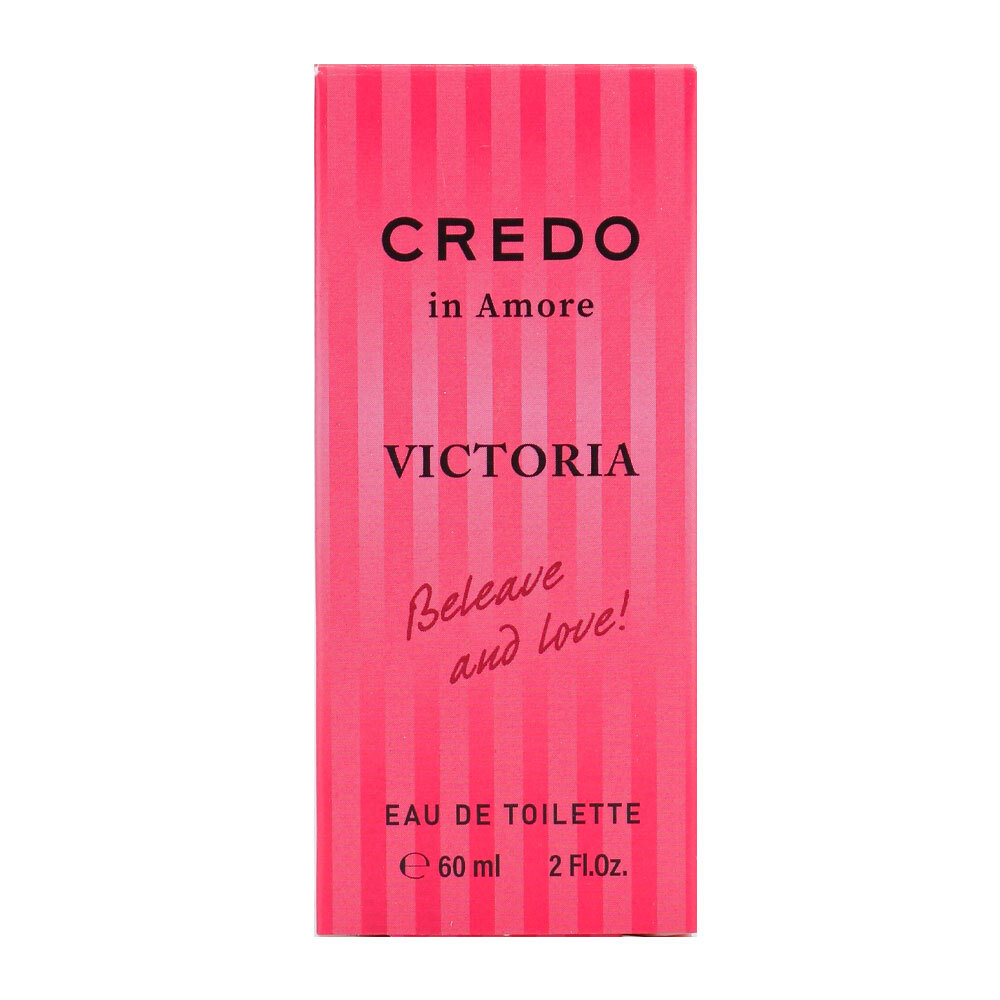 CREDO
in Amore
VICTORIA
Beleave
and love!
EAU DE TOILETTE
℮ 60 ml 2 Fl.Oz.